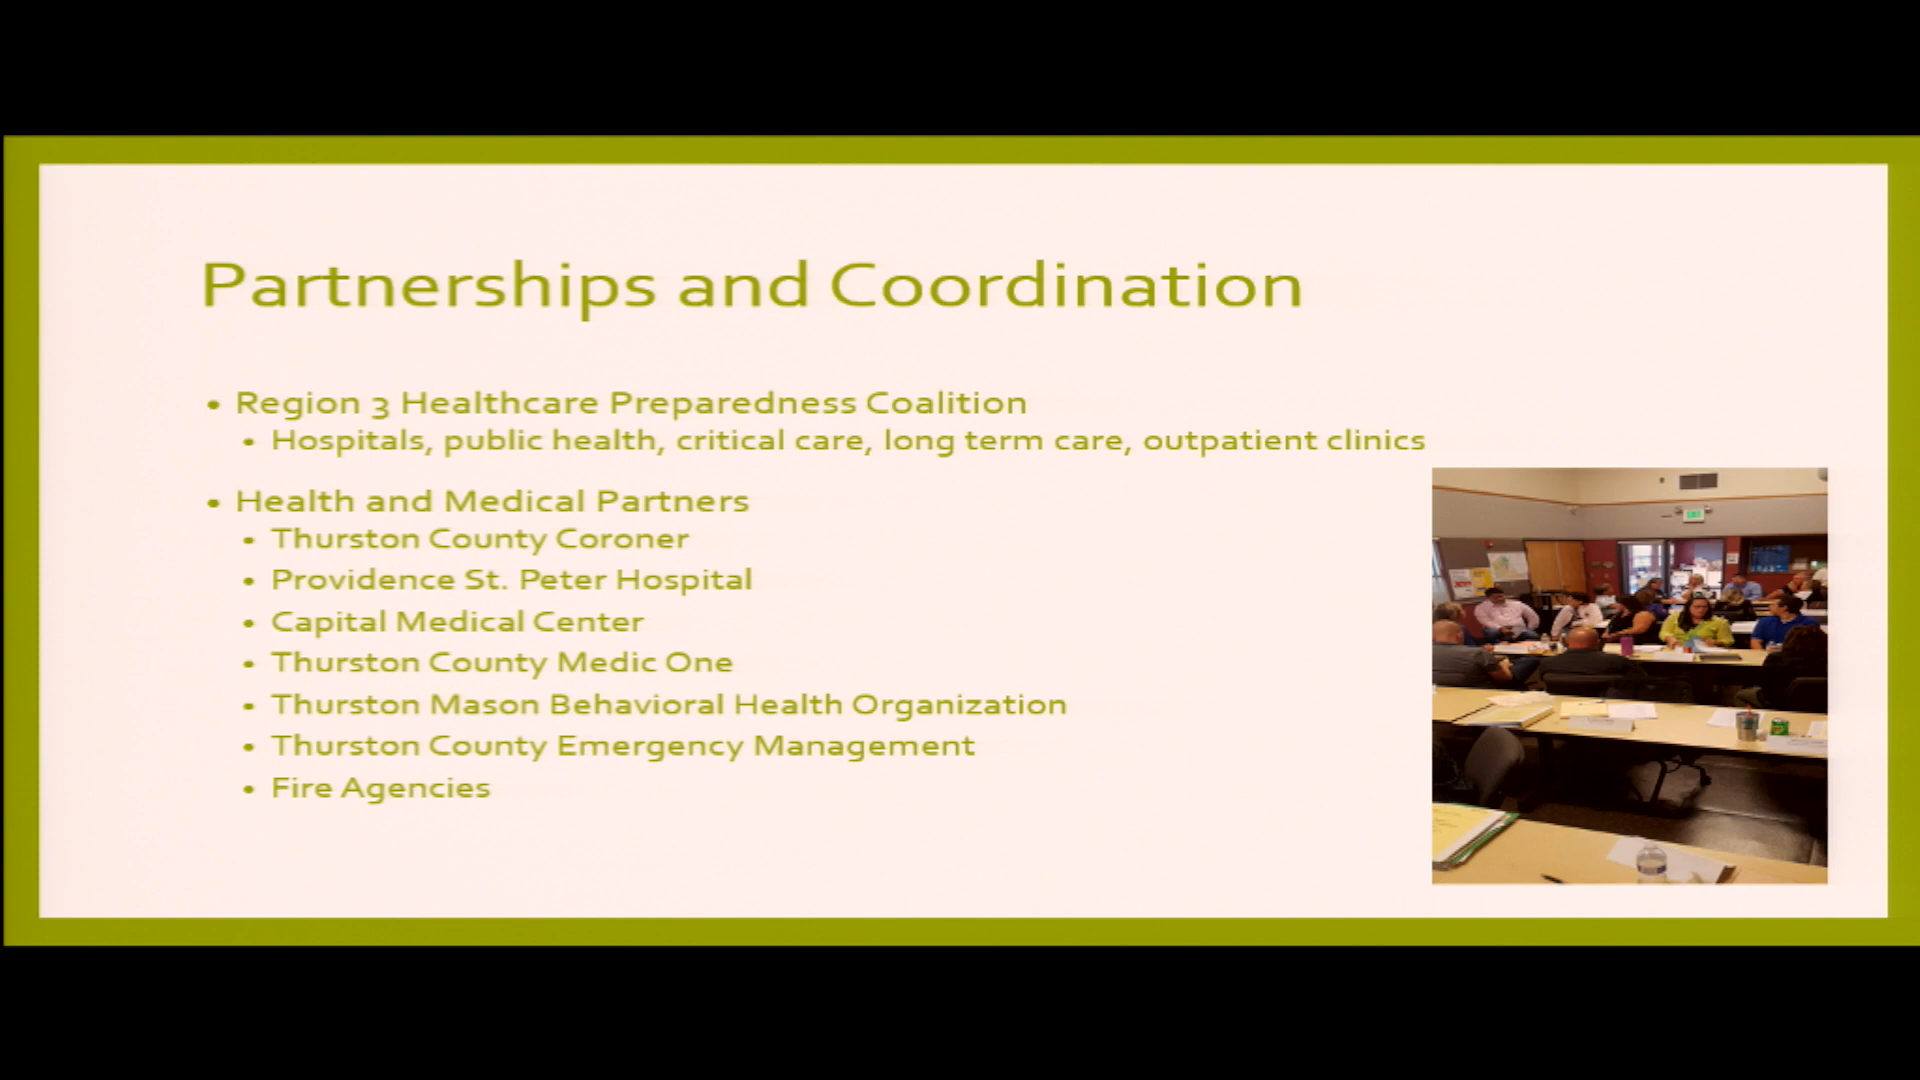 Partnerships and Coordination
• Region 3 Healthcare Preparedness Coalition
• Hospitals, public health, critical care, long term care, outpatient clinics
• Health and Medical Partners
• Thurston County Coroner
• Providence St. Peter Hospital
• Capital Medical Center
• Thurston County Medic One
• Thurston Mason Behavioral Health Organization
• Thurston County Emergency Management
• Fire Agencies